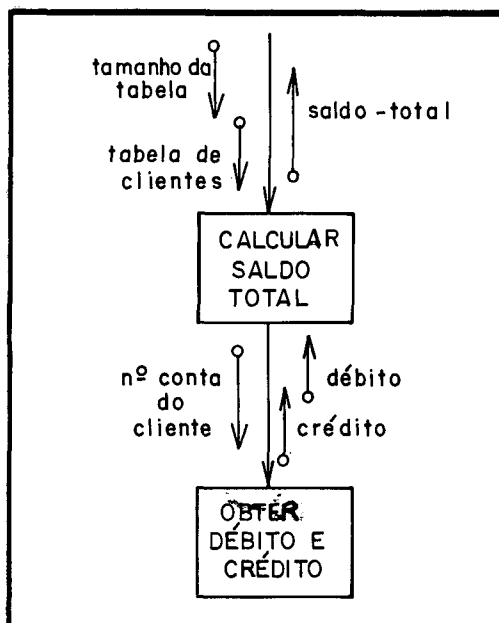 tamanho da
tabela
saldo-total
tabela de
clientes
CALCULAR
SALDO
TOTAL
nº conta
do
cliente
débito
crédito
OBTER
DÉBITO E
CRÉDITO